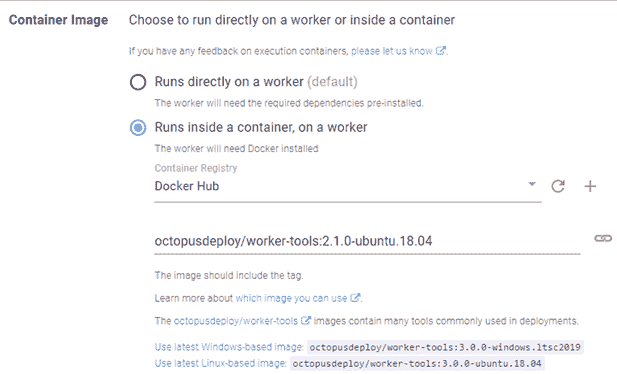 Container Image Choose to run directly on a worker or inside a container
If you have any feedback on execution containers, please let us know.
Runs directly on a worker (default)
The worker will need the required dependencies pre-installed.
Runs inside a container, on a worker
The worker will need Docker installed
Container Registry
Docker Hub
octopusdeploy/worker-tools:2.1.0-ubuntu.18.04
The image should include the tag.
Learn more about which image you can use.
The octopusdeploy/worker-tools images contain many tools commonly used in deployments.
Use latest Windows-based image: octopusdeploy/worker-tools:3.0.0-windows.ltsc2019
Use latest Linux-based image: octopusdeploy/worker-tools:3.0.0-ubuntu.18.04